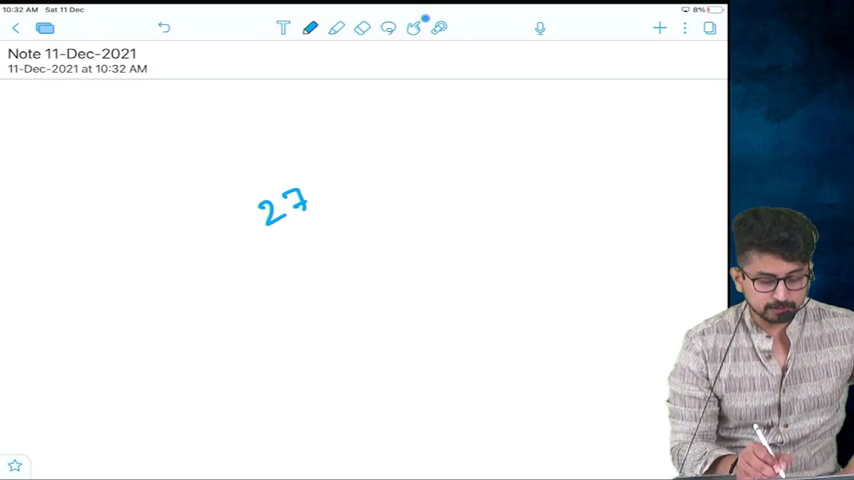 10:32 AM Sat 11 Dec 8%
T
Note 11-Dec-2021
11-Dec-2021 at 10:32 AM
27